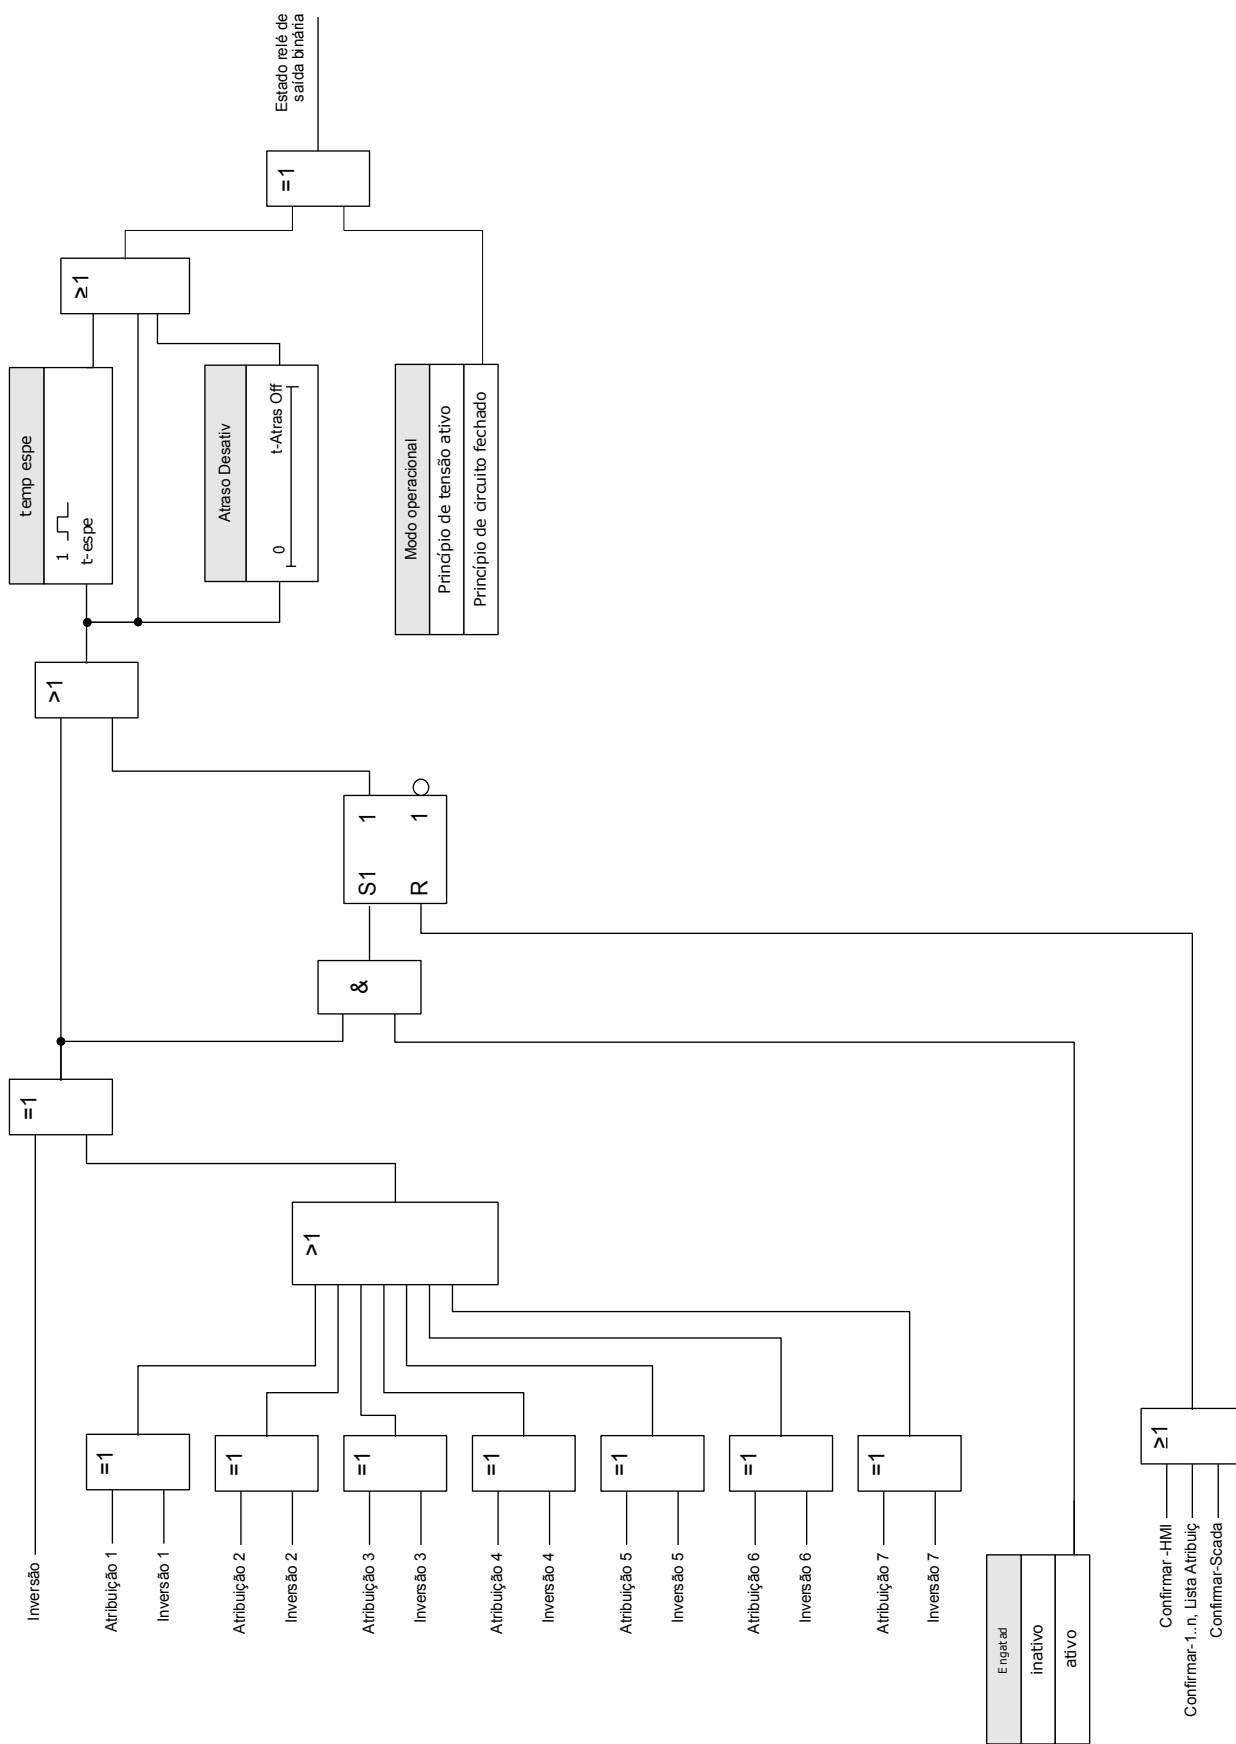 Inversão
Atribuição 1
Inversão 1
Atribuição 2
Inversão 2
Atribuição 3
Inversão 3
Atribuição 4
Inversão 4
Atribuição 5
Inversão 5
Atribuição 6
Inversão 6
Atribuição 7
Inversão 7
Engatad
inativo
ativo
Confirmar -HMI
Confirmar-1..n, Lista Atribuiç
Confirmar-Scada
=1
=1
=1
=1
=1
=1
=1
≥1
>1
=1
&
S1 1
R 1
>1
temp espe
1
t-espe
Atraso Desativ
0 t-Atras Off
Modo operacional
Princípio de tensão ativo
Princípio de circuito fechado
≥1
=1
Estado relé de
saída binária